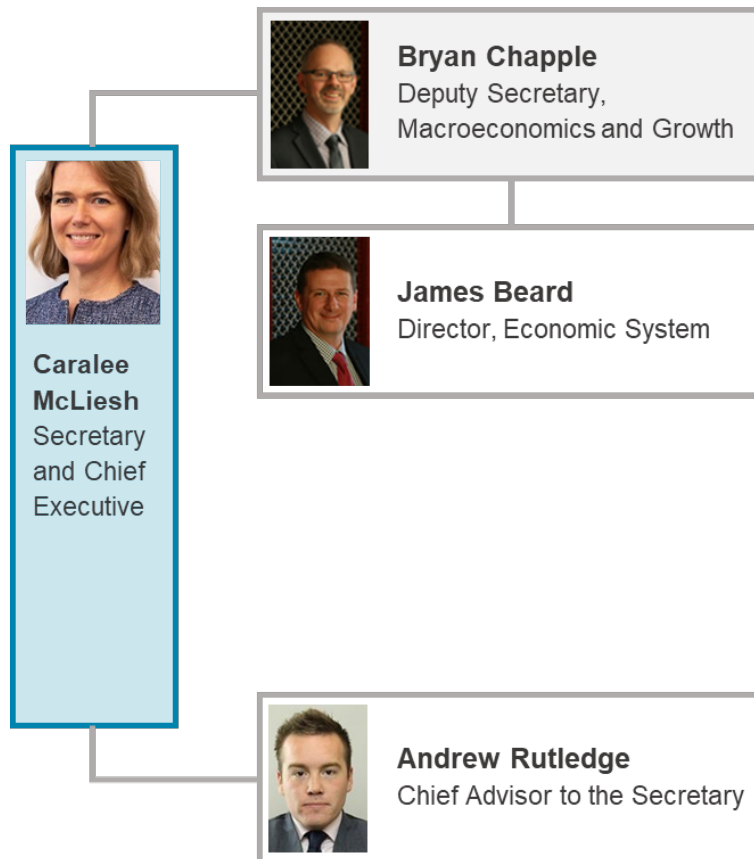 Bryan Chapple
Deputy Secretary,
Macroeconomics and Growth
James Beard
Director, Economic System
Caralee
McLiesh
Secretary
and Chief
Executive
Andrew Rutledge
Chief Advisor to the Secretary